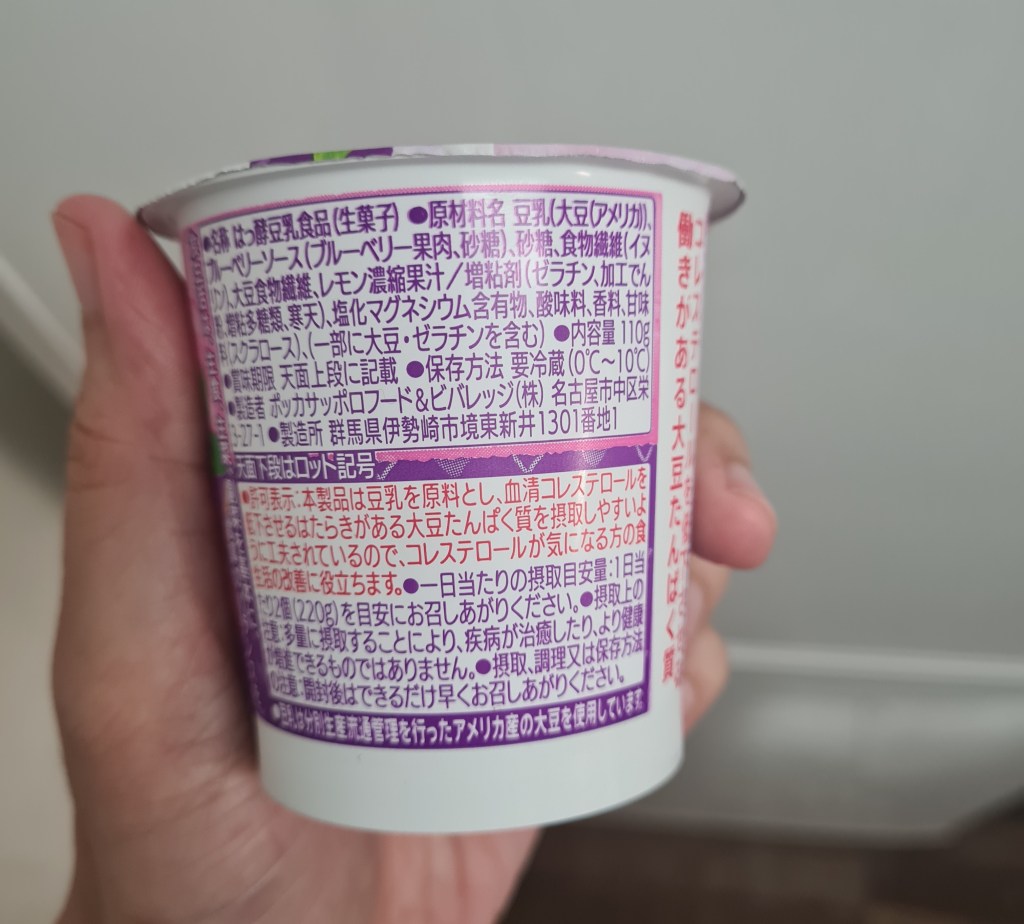 ●名称 はっ酵豆乳食品(生菓子) ●原材料名 豆乳(大豆(アメリカ))、
ブルーベリーソース(ブルーベリー果肉、砂糖)、砂糖、食物繊維(イヌ
リン)、大豆食物繊維、レモン濃縮果汁/増粘剤(ゼラチン、加工でん
粉、増粘多糖類、寒天)、塩化マグネシウム含有物、酸味料、香料、甘味
料(スクラロース)、(一部に大豆・ゼラチンを含む) ●内容量 110g
●賞味期限 天面上段に記載 ●保存方法 要冷蔵(0℃~10℃)
●製造者 ポッカサッポロフード&ビバレッジ(株) 名古屋市中区栄
3-27-1 ●製造所 群馬県伊勢崎市境東新井1301番地1
天面下段はロット記号
●許可表示:本製品は豆乳を原料とし、血清コレステロールを
低下させるはたらきがある大豆たんぱく質を摂取しやすいよ
うに工夫されているので、コレステロールが気になる方の食
生活の改善に役立ちます。●一日当たりの摂取目安量:1日当
たり2個(220g)を目安にお召しあがりください。●摂取上の
注意:多量に摂取することにより、疾病が治癒したり、より健康
が増進できるものではありません。●摂取、調理又は保存方法
の注意:開封後はできるだけ早くお召しあがりください。
●豆乳は分別生産流通管理を行ったアメリカ産の大豆を使用しています。
コレステロール
働きがある大豆たんぱく質